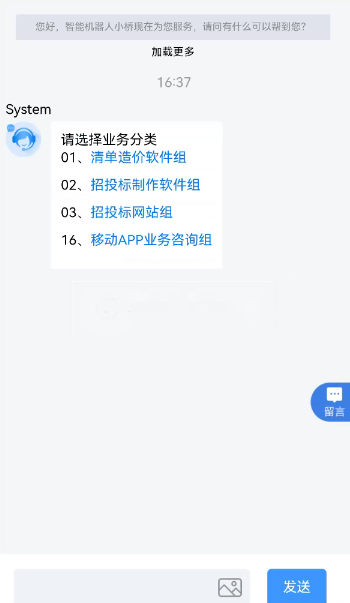 您好，智能机器人小桥现在为您服务，请问有什么可以帮到您？
加载更多
16:37
System
请选择业务分类
01、清单造价软件组
02、招投标制作软件组
03、招投标网站组
16、移动APP业务咨询组
留言
发送